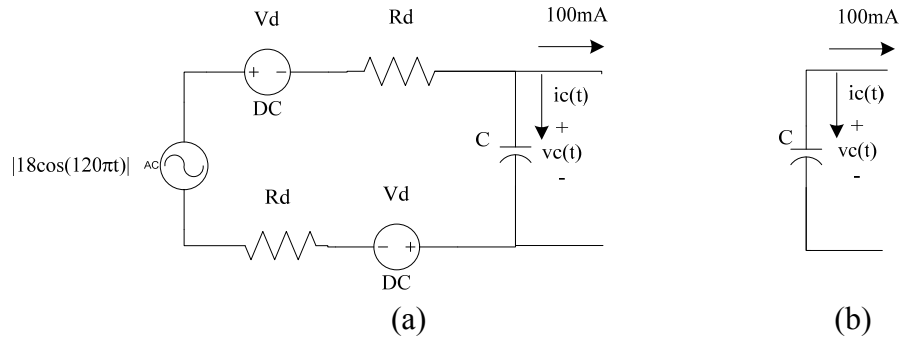 Vd
Rd
100mA
+ -
DC
ic(t)
+
C
vc(t)
-
|18cos(120πt)|
AC
Rd
Vd
- +
DC
(a)
100mA
ic(t)
+
C
vc(t)
-
(b)